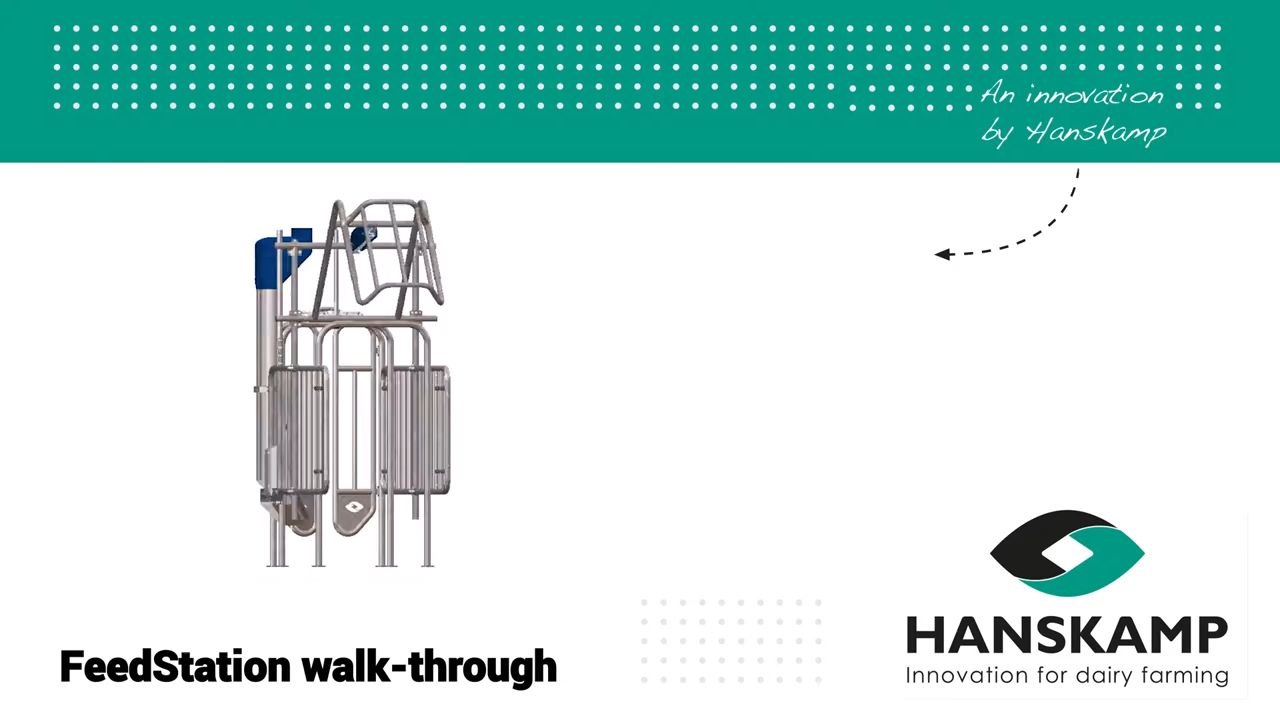 An innovation
by Hanskamp
HANSKAMP
Innovation for dairy farming
FeedStation walk-through